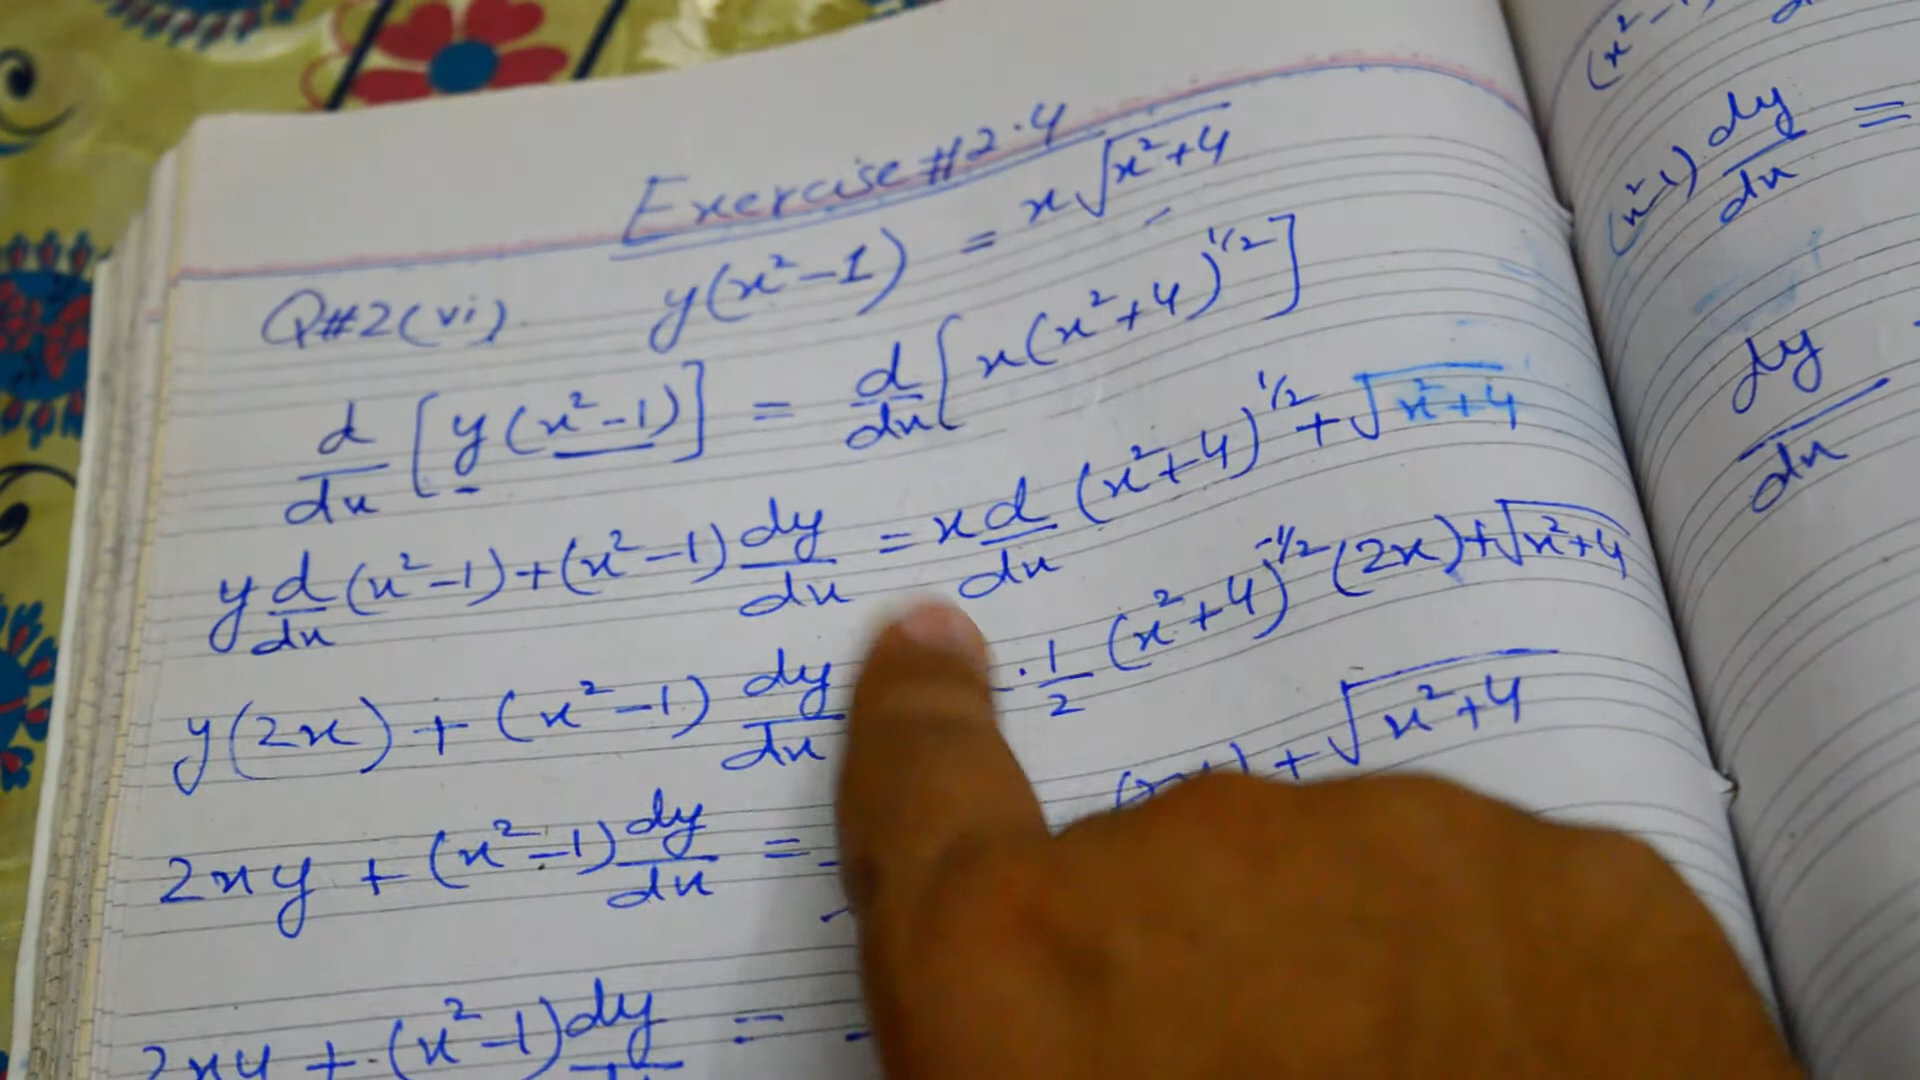 Exercise #2.4
Q#2(vi) y(x²-1) = x√(x²+4)
d/dx [y(x²-1)] = d/dx [x(x²+4)^1/2]
y d/dx (x²-1) + (x²-1) dy/dx = x d/dx (x²+4)^1/2 + √(x²+4)
y(2x) + (x²-1) dy/dx · 1/2 (x²+4)^-1/2 (2x) + √(x²+4)
2xy + (x²-1) dy/dx = + √(x²+4)
2xy + (x²-1) dy =
(x²-1)
(x²-1) dy/dx =
dy/dx